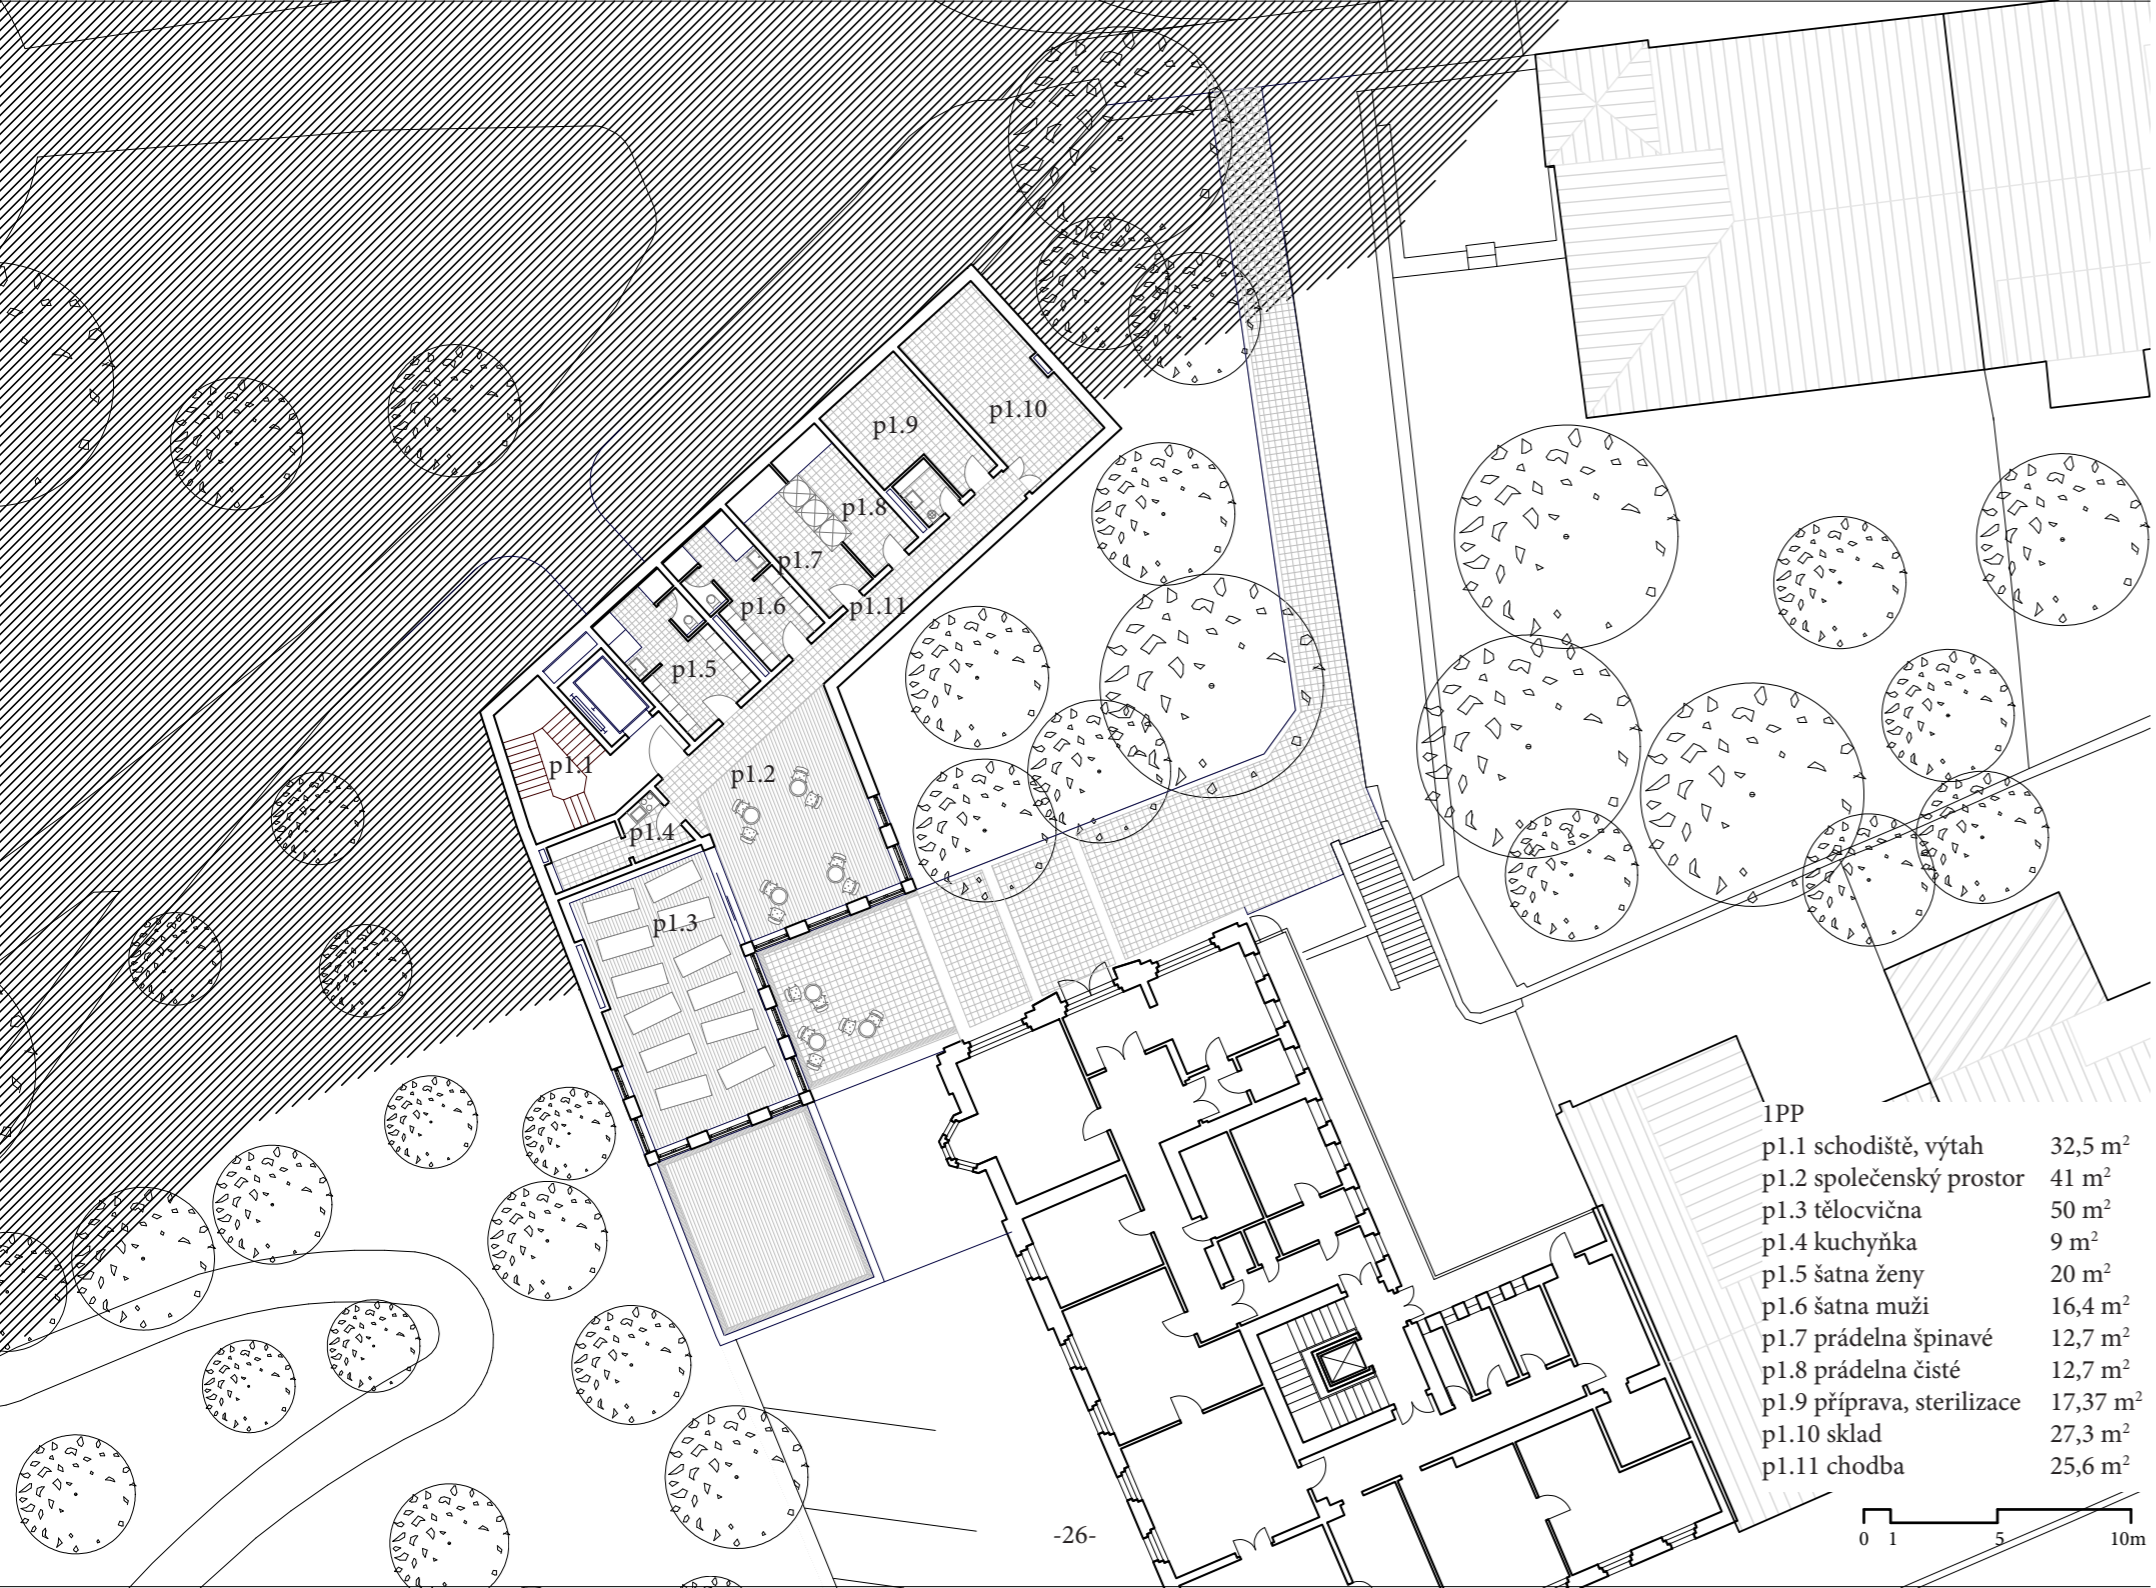 p1.10
p1.9
p1.8
p1.7
p1.6
p1.11
p1.5
p1.1
p1.2
p1.4
p1.3
1PP
p1.1 schodiště, výtah 32,5 m²
p1.2 společenský prostor 41 m²
p1.3 tělocvična 50 m²
p1.4 kuchyňka 9 m²
p1.5 šatna ženy 20 m²
p1.6 šatna muži 16,4 m²
p1.7 prádelna špinavé 12,7 m²
p1.8 prádelna čisté 12,7 m²
p1.9 příprava, sterilizace 17,37 m²
p1.10 sklad 27,3 m²
p1.11 chodba 25,6 m²
0 1 5 10m
-26-